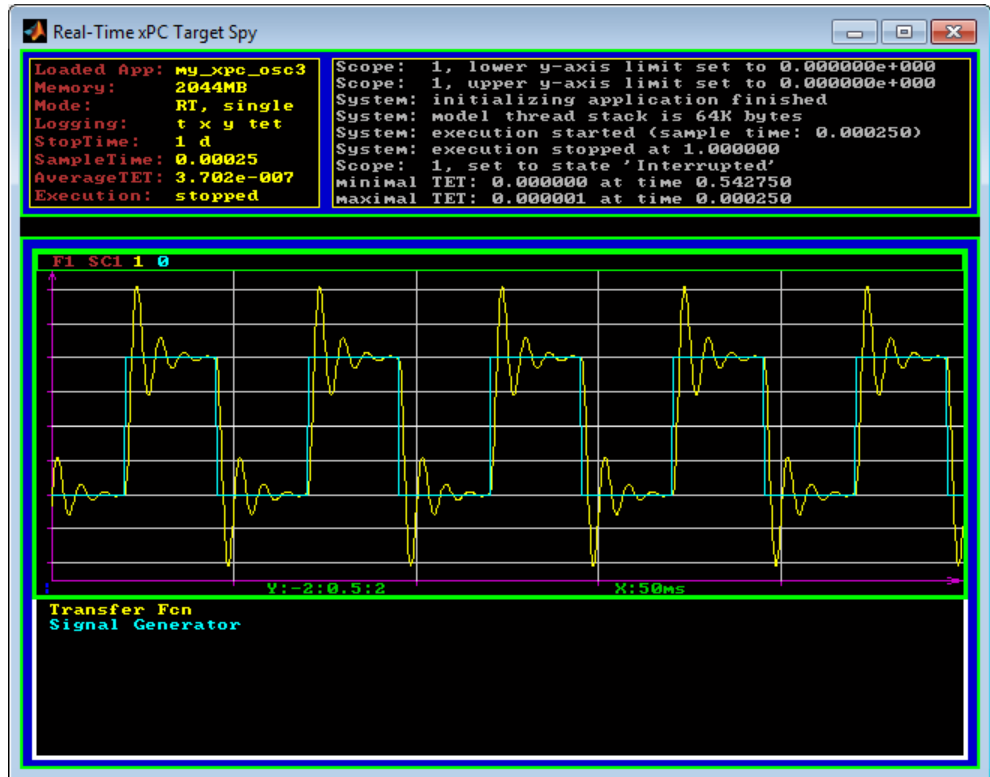 Real-Time xPC Target Spy
Loaded App: my_xpc_osc3
Memory: 2044MB
Mode: RT, single
Logging: t x y tet
StopTime: 1 d
SampleTime: 0.00025
AverageTET: 3.702e-007
Execution: stopped
Scope: 1, lower y-axis limit set to 0.000000e+000
Scope: 1, upper y-axis limit set to 0.000000e+000
System: initializing application finished
System: model thread stack is 64K bytes
System: execution started (sample time: 0.000250)
System: execution stopped at 1.000000
Scope: 1, set to state 'Interrupted'
minimal TET: 0.000000 at time 0.542750
maximal TET: 0.000001 at time 0.000250
F1 SC1 1 0
Y:-2:0.5:2 X:50ms
Transfer Fcn
Signal Generator